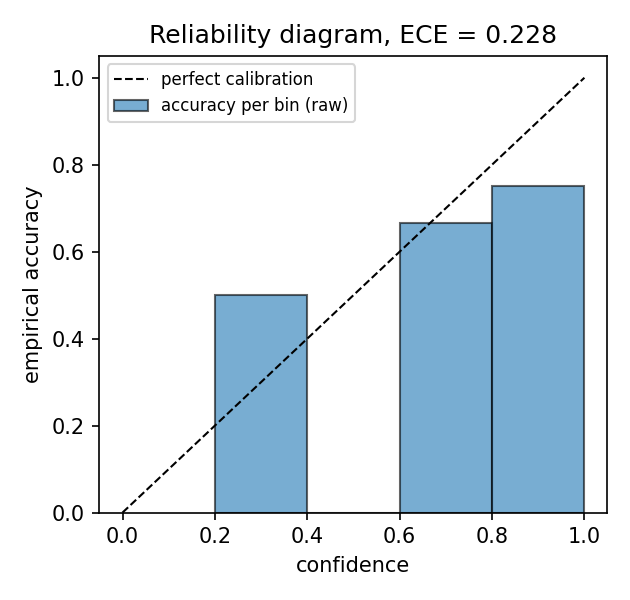 Reliability diagram, ECE = 0.228
perfect calibration
accuracy per bin (raw)
1.0
0.8
0.6
0.4
0.2
0.0
empirical accuracy
0.0 0.2 0.4 0.6 0.8 1.0
confidence